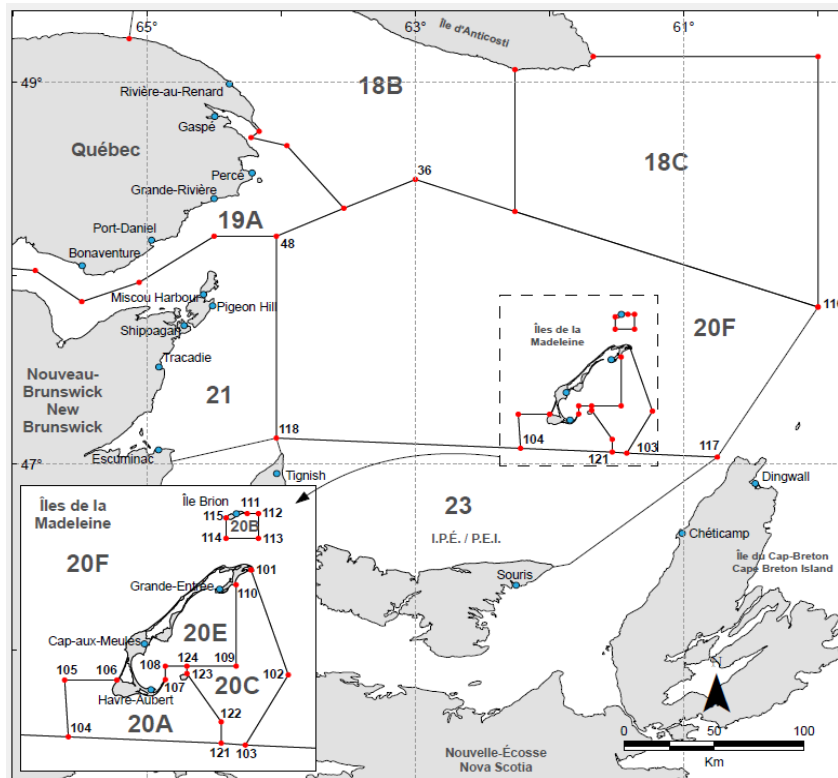 65°
63°
61°
Île d'Anticosti
49°
18B
Rivière-au-Renard
Gaspé
Québec
18C
Percé
36
Grande-Rivière
19A
Port-Daniel
48
Bonaventure
Miscou Harbour
Pigeon Hill
116
20F
Shippagan
Îles de la
Madeleine
Tracadie
Nouveau-
Brunswick
New
Brunswick
21
118
104
103
117
47°
121
Escuminac
Tignish
Dingwall
23
I.P.É. / P.E.I.
Chéticamp
Île du Cap-Breton
Cape Breton Island
Souris
Îles de la
Madeleine
Île Brion
111
112
115
20B
114
113
20F
101
Grande-Entrée
110
20E
Cap-aux-Meules
108
124
109
105
106
102
123
107
20C
Havre-Aubert
104
20A
122
121
103
Nouvelle-Écosse
Nova Scotia
0
50
100
Km